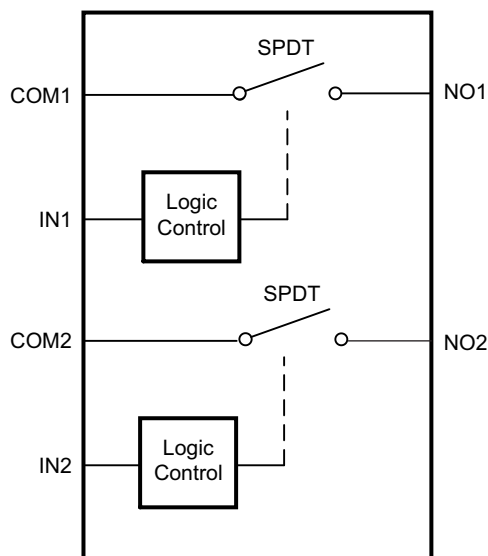 SPDT
COM1
NO1
Logic
Control
IN1
SPDT
COM2
NO2
Logic
Control
IN2